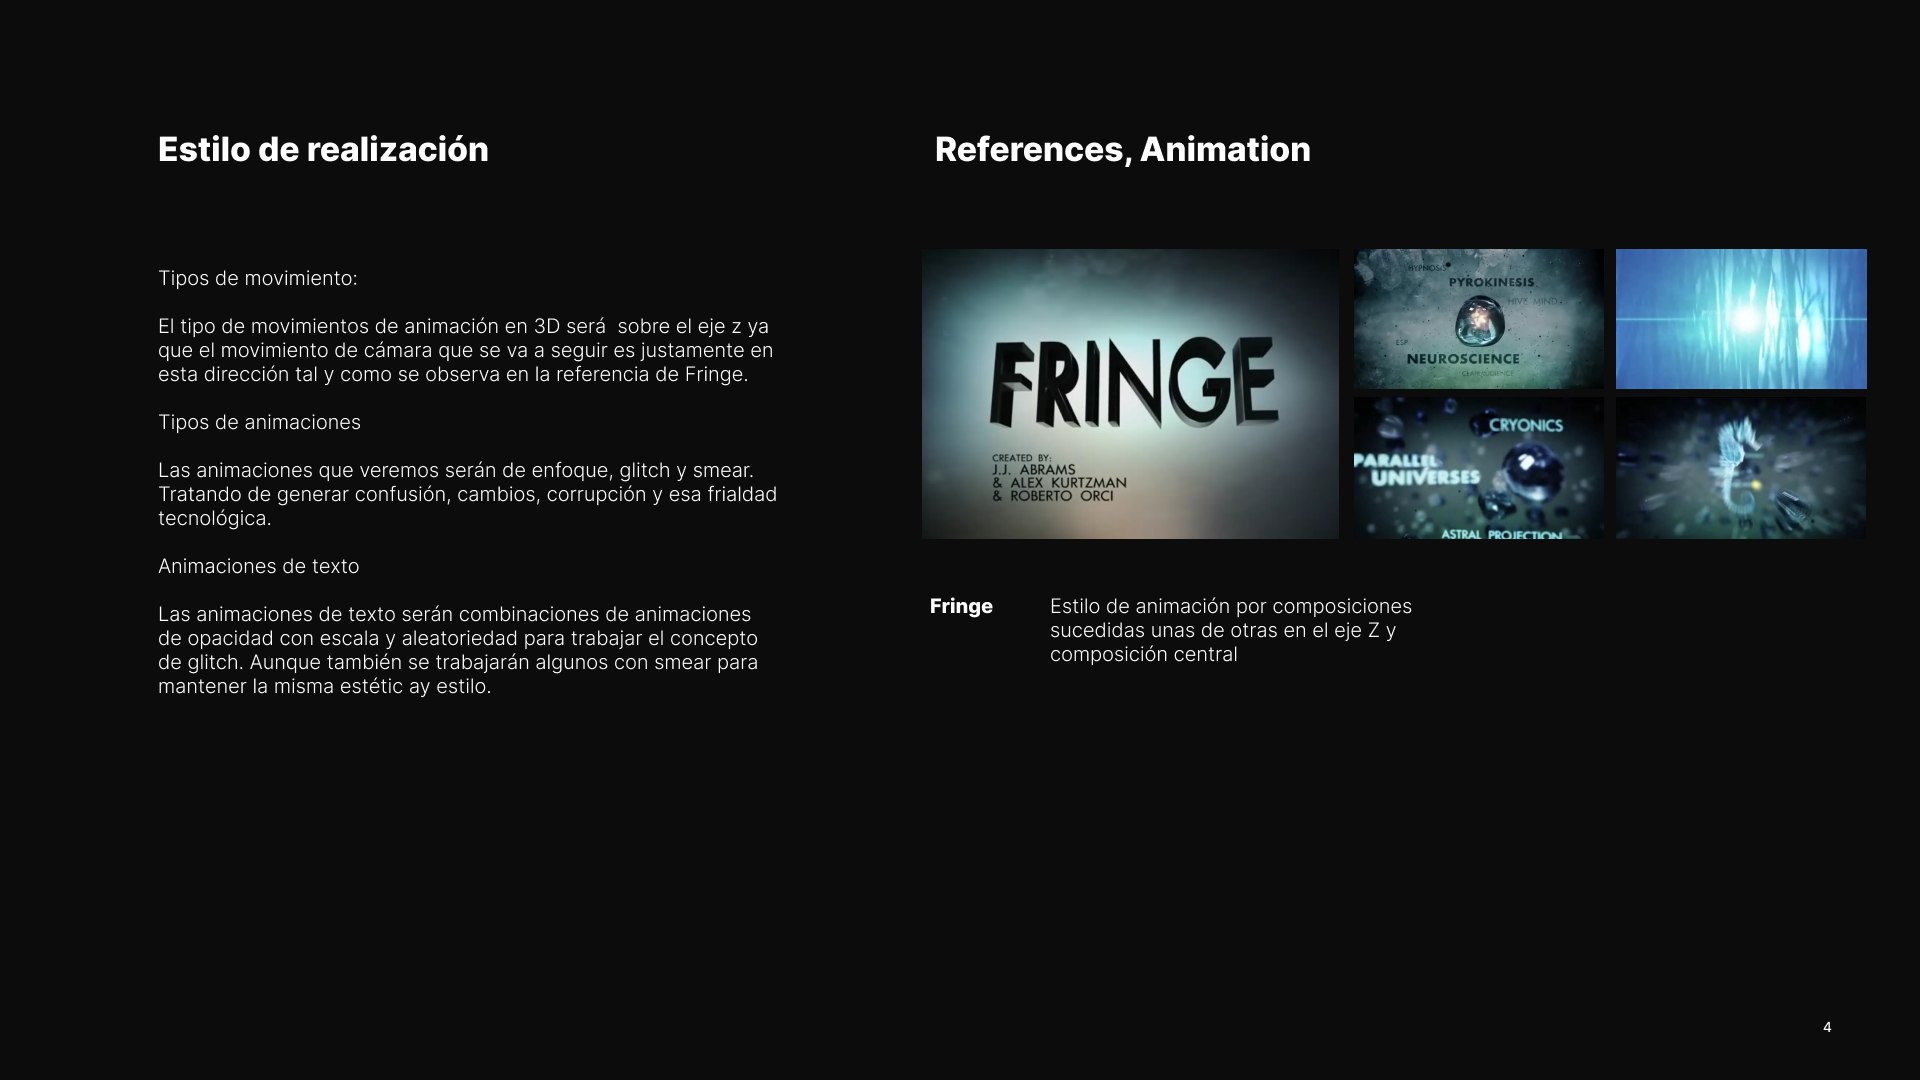 Estilo de realización
Tipos de movimiento:
El tipo de movimientos de animación en 3D será  sobre el eje z ya
que el movimiento de cámara que se va a seguir es justamente en
esta dirección tal y como se observa en la referencia de Fringe.
Tipos de animaciones
Las animaciones que veremos serán de enfoque, glitch y smear.
Tratando de generar confusión, cambios, corrupción y esa frialdad
tecnológica.
Animaciones de texto
Las animaciones de texto serán combinaciones de animaciones
de opacidad con escala y aleatoriedad para trabajar el concepto
de glitch. Aunque también se trabajarán algunos con smear para
mantener la misma estétic ay estilo.
References, Animation
FRINGE
CREATED BY:
J.J. ABRAMS
& ALEX KURTZMAN
& ROBERTO ORCI
HYPNOSIS
PYROKINESIS
HIVE MIND
ESP
NEUROSCIENCE
CLAIRAUDIENCE
CRYONICS
PARALLEL
UNIVERSES
ASTRAL PROJECTION
Fringe
Estilo de animación por composiciones
sucedidas unas de otras en el eje Z y
composición central
4